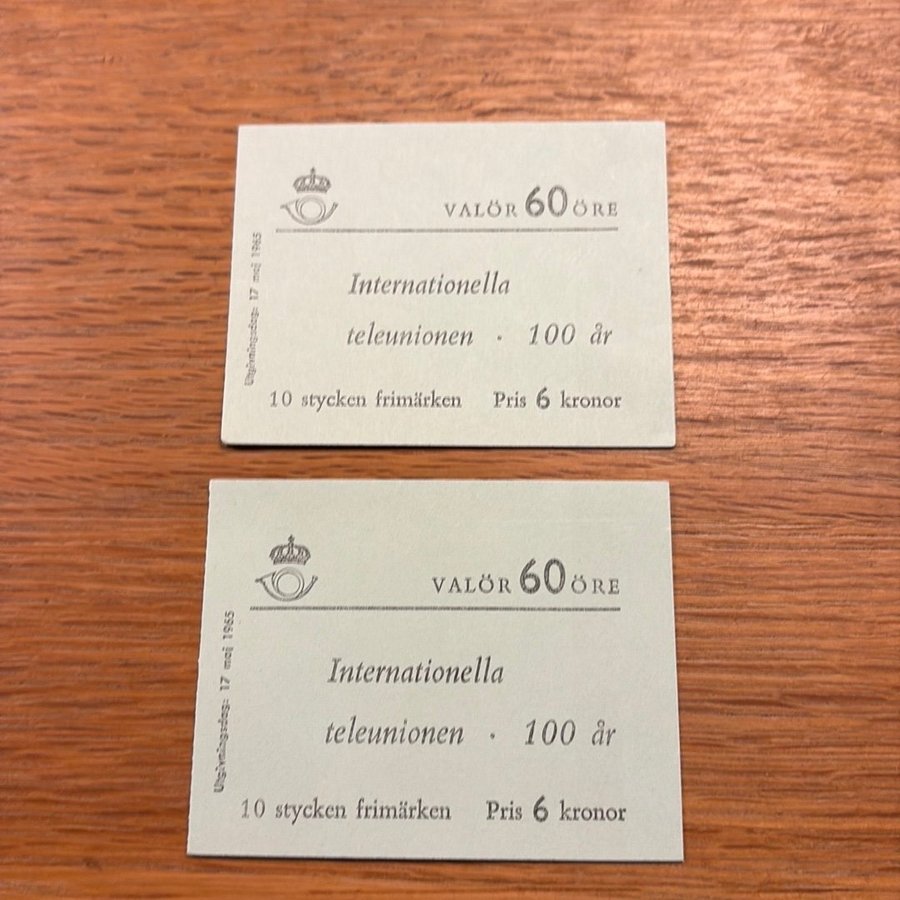 VALÖR 60 ÖRE
Utgivningsdag: 17 maj 1965
Internationella
teleunionen · 100 år
10 stycken frimärken Pris 6 kronor
VALÖR 60 ÖRE
Utgivningsdag: 17 maj 1965
Internationella
teleunionen · 100 år
10 stycken frimärken Pris 6 kronor